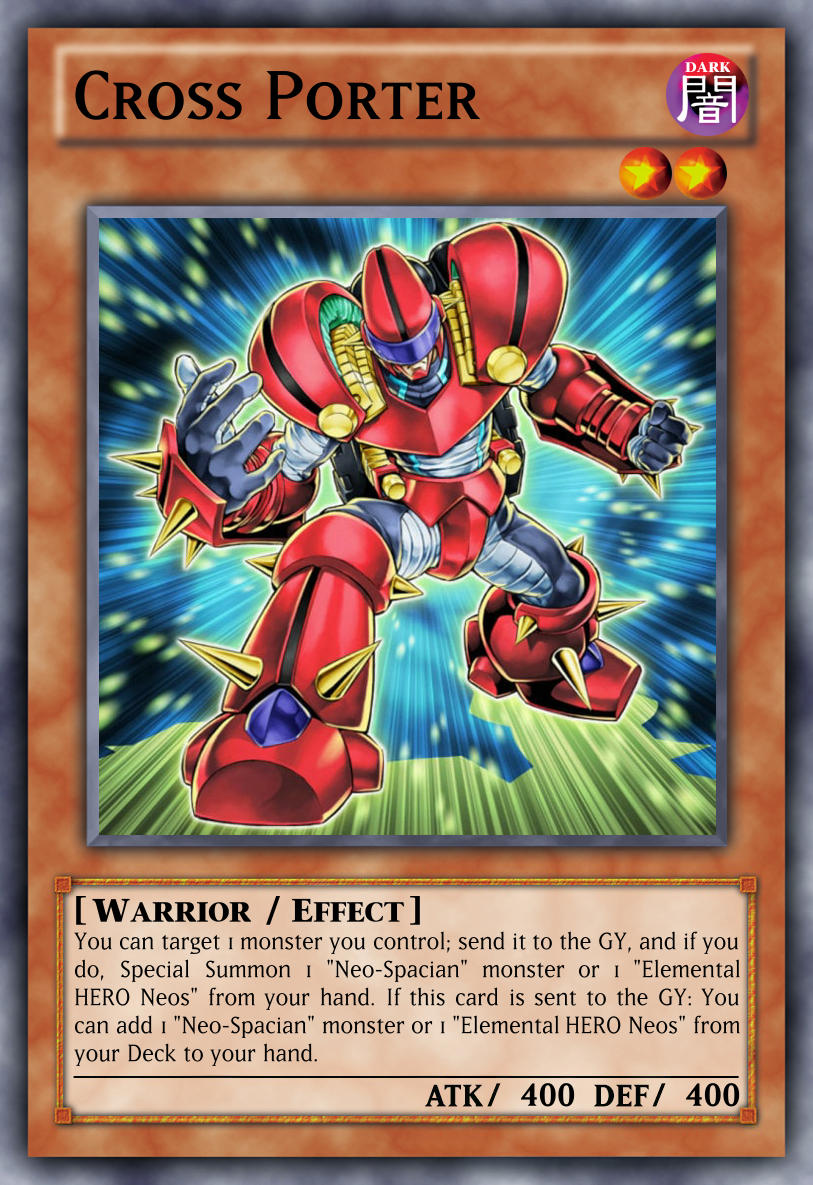 Cross Porter
DARK
闇
[ Warrior / Effect ]
You can target 1 monster you control; send it to the GY, and if you
do, Special Summon 1 "Neo-Spacian" monster or 1 "Elemental
HERO Neos" from your hand. If this card is sent to the GY: You
can add 1 "Neo-Spacian" monster or 1 "Elemental HERO Neos" from
your Deck to your hand.
ATK/ 400 DEF/ 400